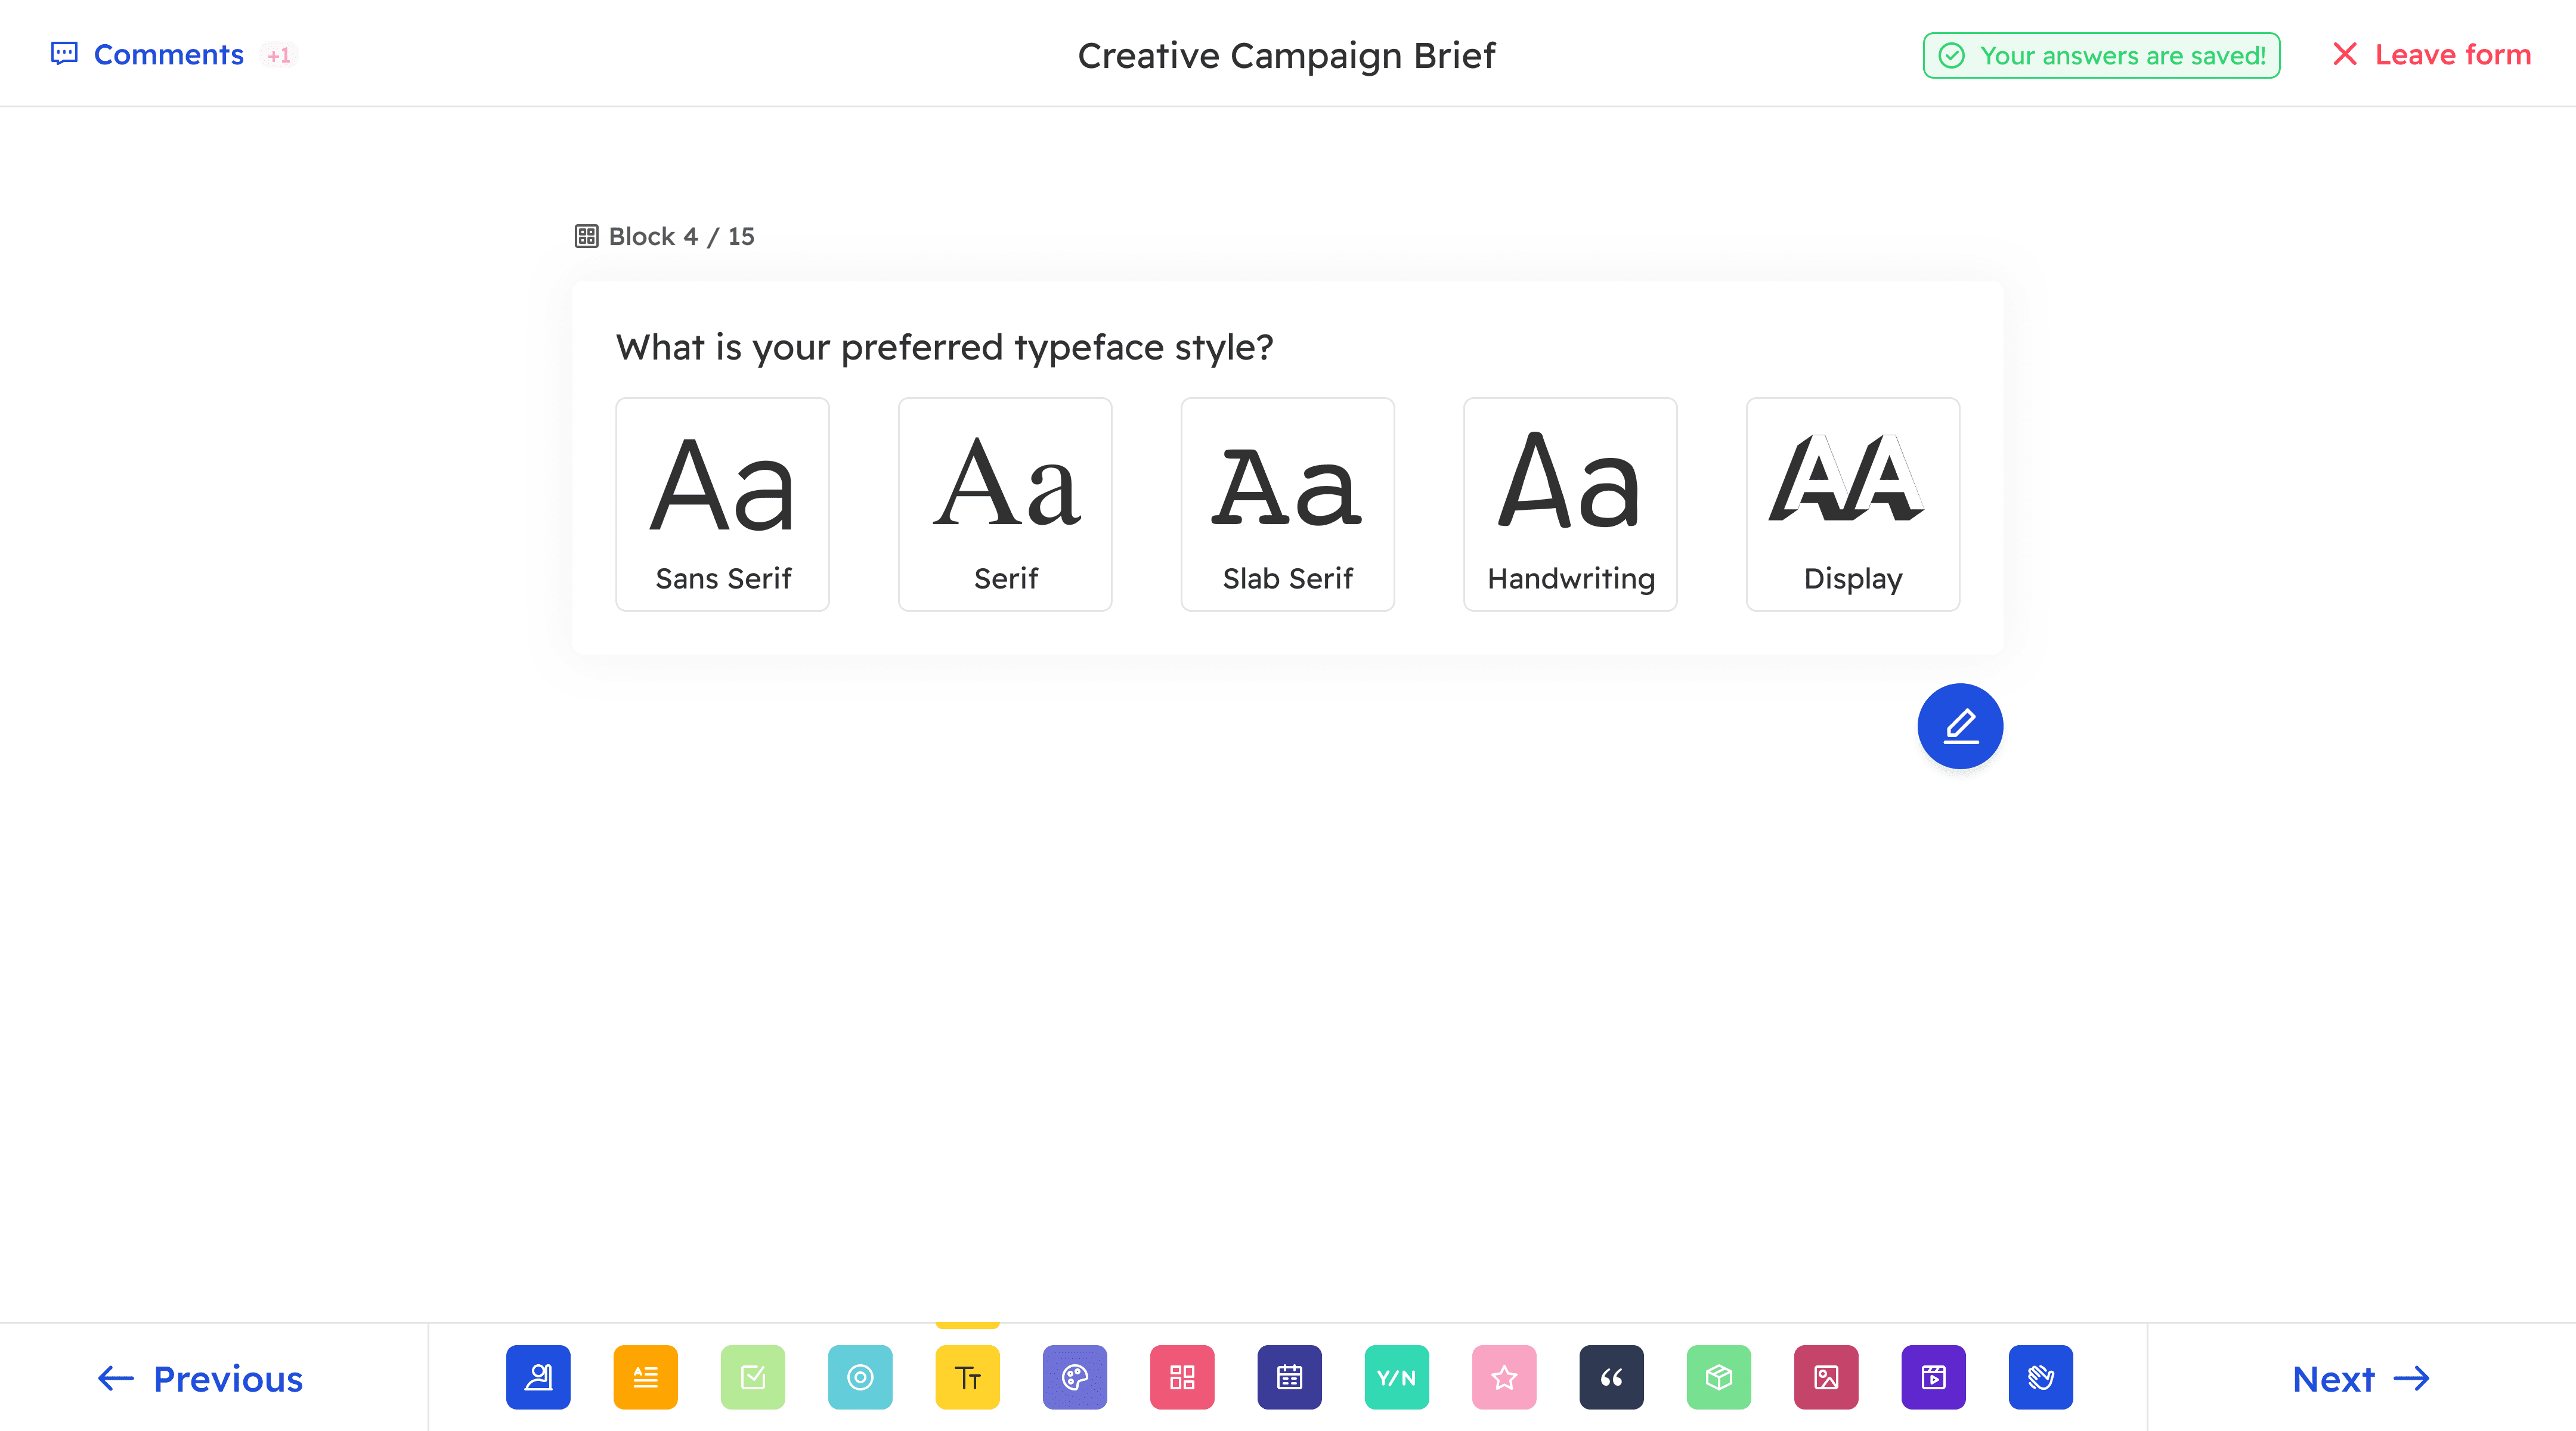 Comments +1
Creative Campaign Brief
Your answers are saved!
Leave form
Block 4 / 15
What is your preferred typeface style?
Aa
Sans Serif
Aa
Serif
Aa
Slab Serif
Aa
Handwriting
AA
Display
Previous
A
TT
Y/N
“
Next